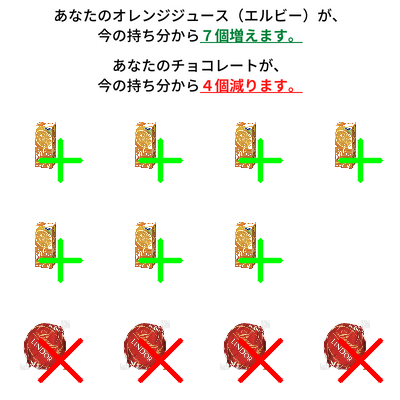 あなたのオレンジジュース（エルビー）が、
今の持ち分から７個増えます。
あなたのチョコレートが、
今の持ち分から４個減ります。
LINDOR
LINDOR
LINDOR
LINDOR